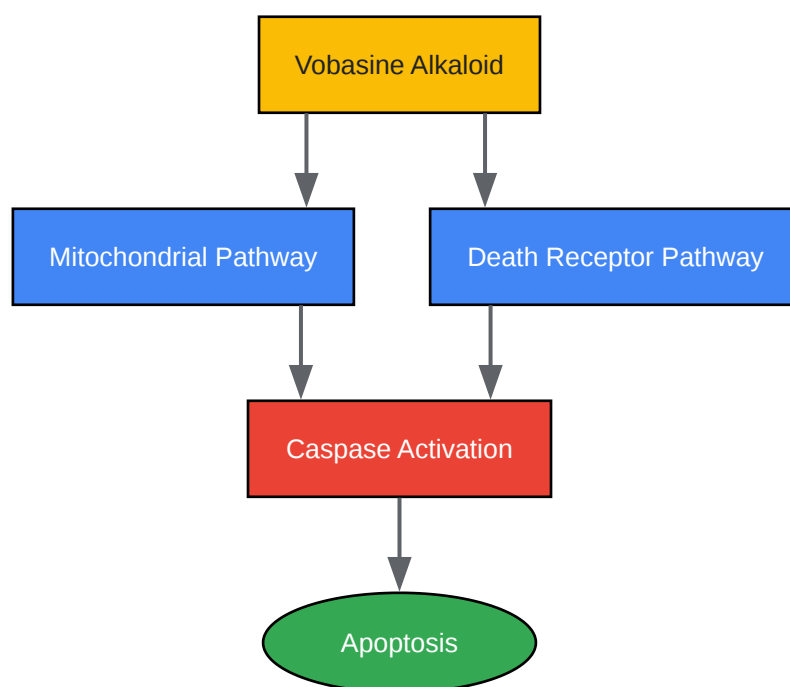 Vobasine Alkaloid
Mitochondrial Pathway
Death Receptor Pathway
Caspase Activation
Apoptosis